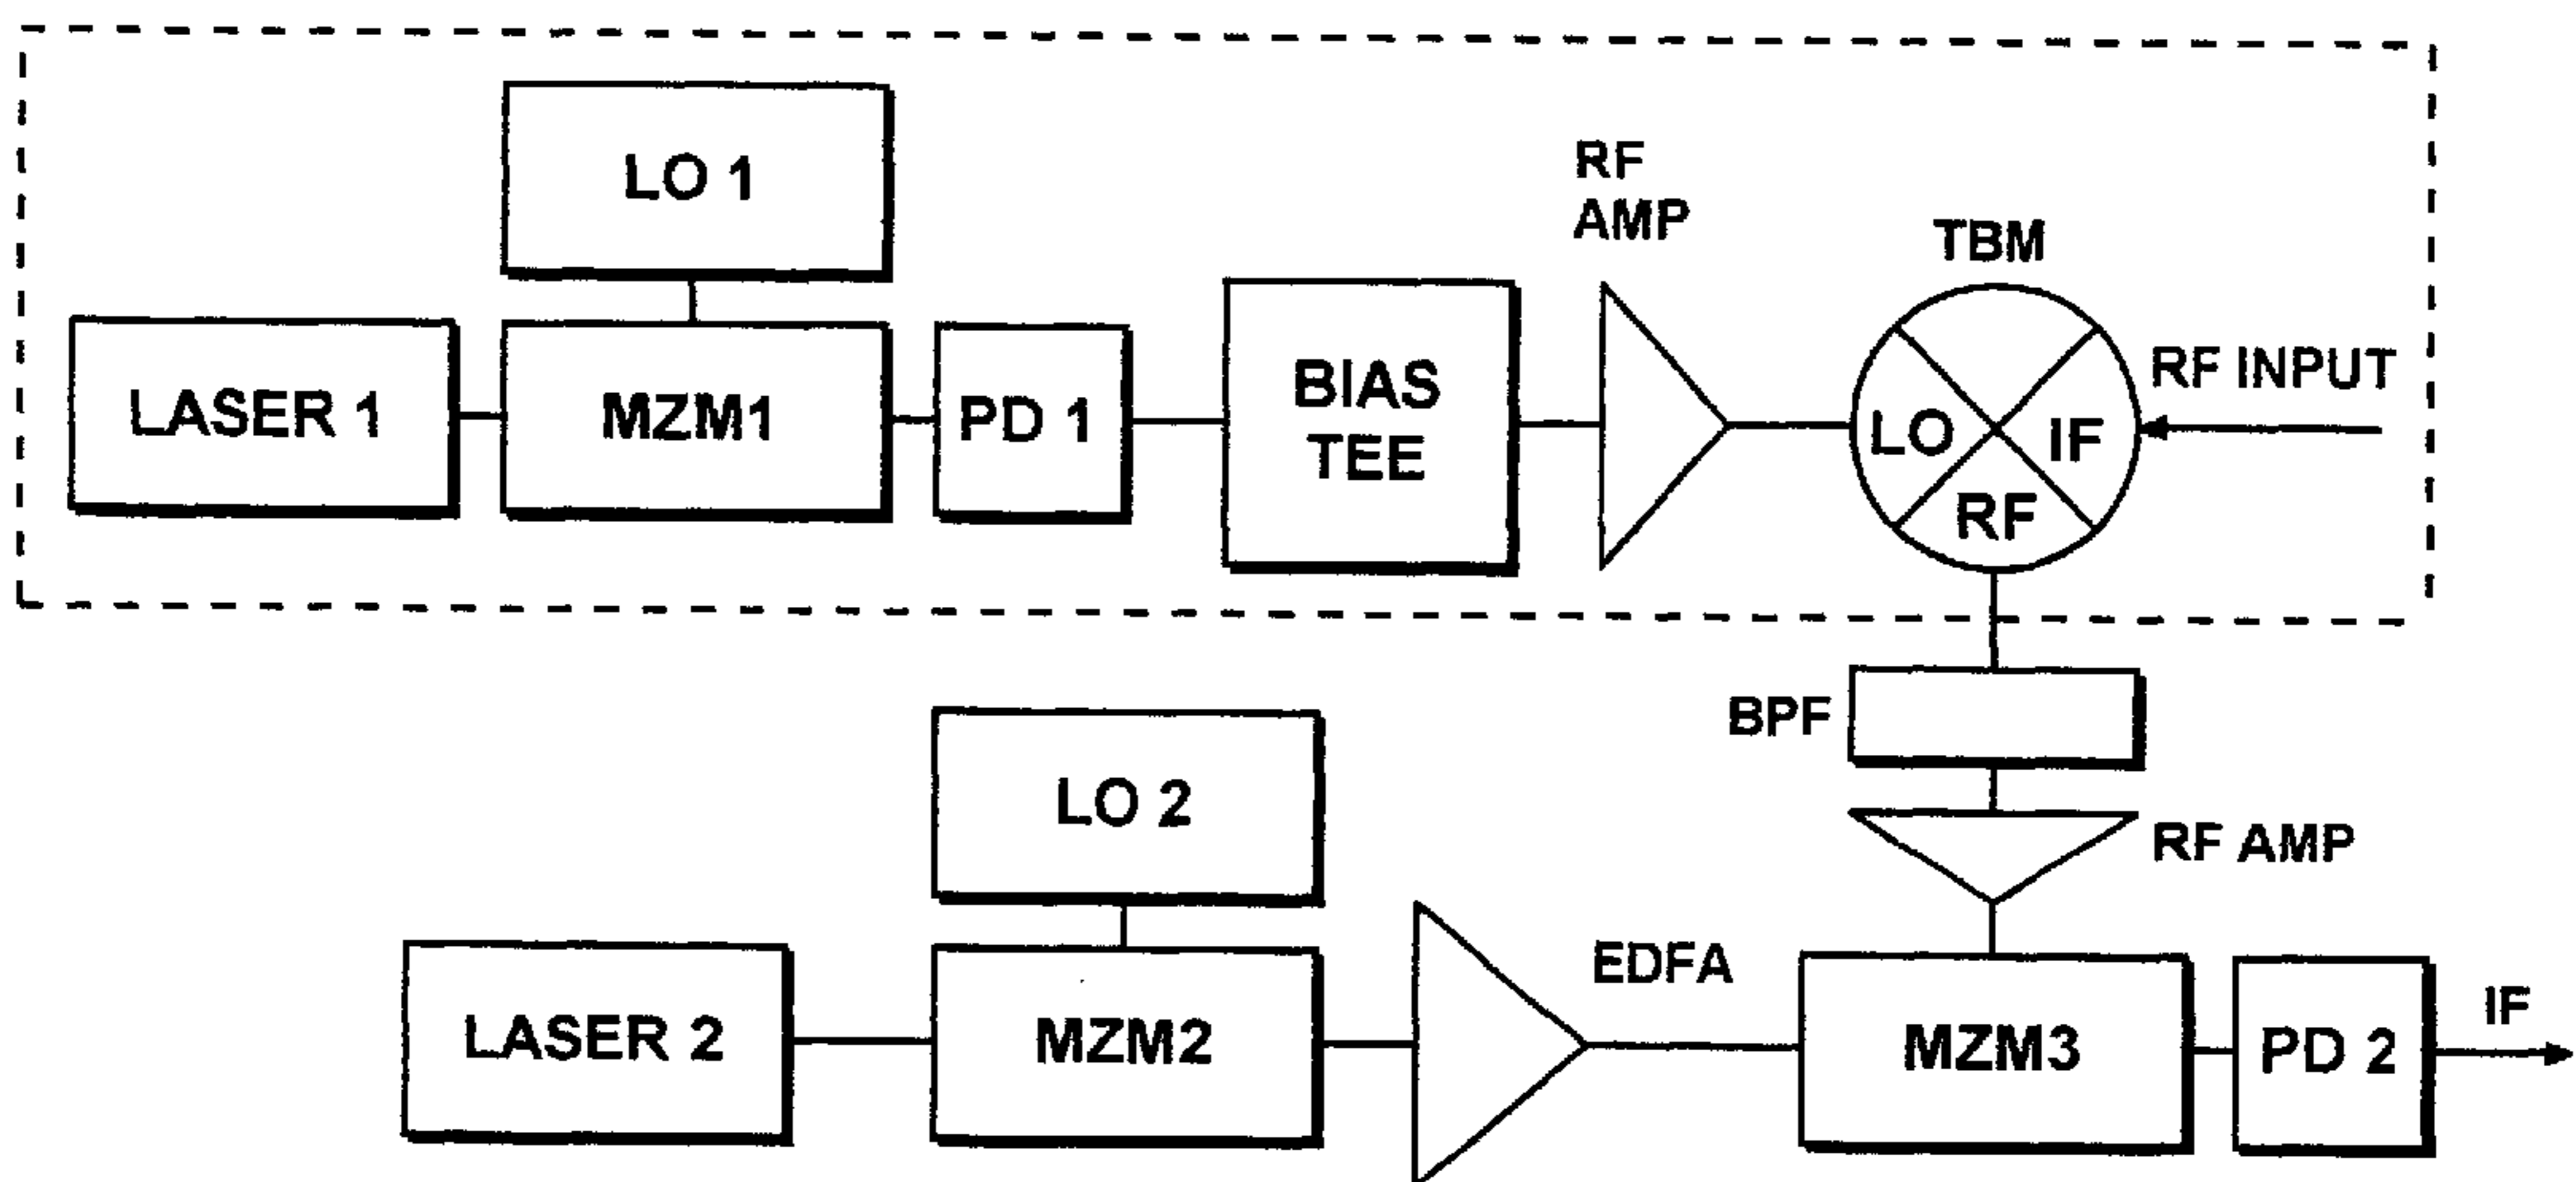 LO 1
RF
AMP
TBM
LASER 1
MZM1
PD 1
BIAS
TEE
LO
IF
RF
RF INPUT
BPF
LO 2
RF AMP
EDFA
LASER 2
MZM2
MZM3
PD 2
IF